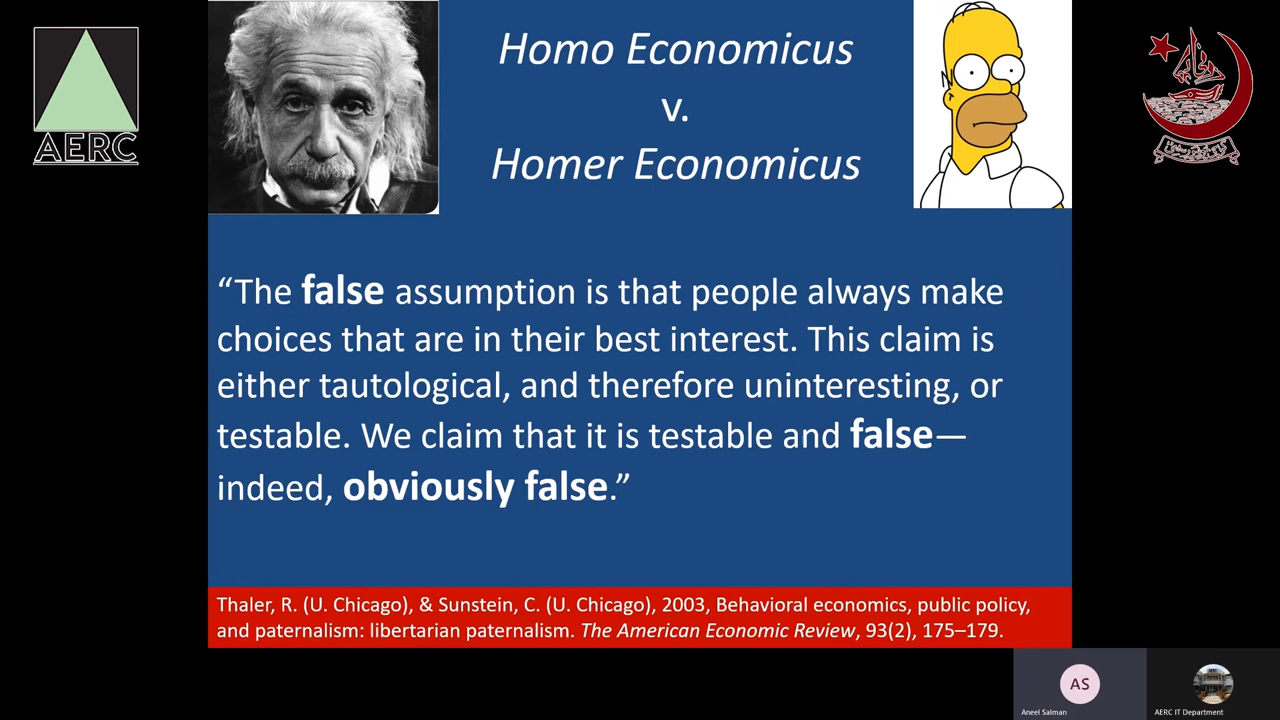 Homo Economicus
v.
Homer Economicus
AERC
“The false assumption is that people always make
choices that are in their best interest. This claim is
either tautological, and therefore uninteresting, or
testable. We claim that it is testable and false—
indeed, obviously false.”
Thaler, R. (U. Chicago), & Sunstein, C. (U. Chicago), 2003, Behavioral economics, public policy,
and paternalism: libertarian paternalism. The American Economic Review, 93(2), 175–179.
AS
Aneel Salman
AERC IT Department